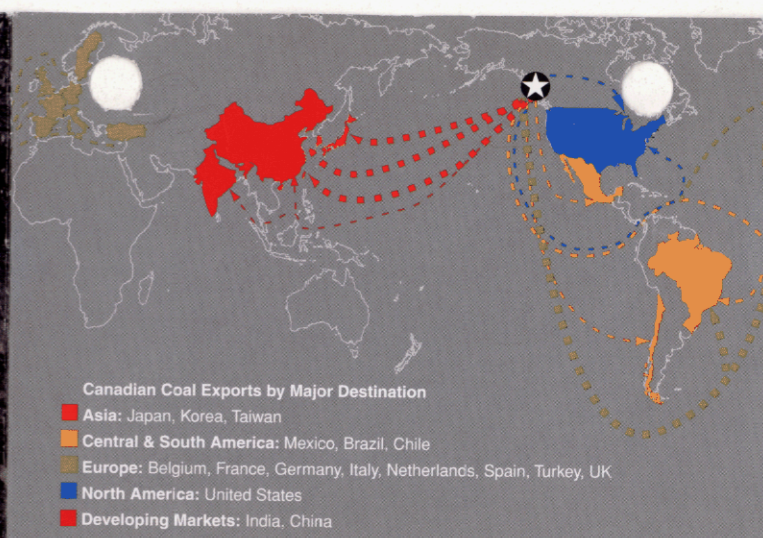 Canadian Coal Exports by Major Destination
Asia: Japan, Korea, Taiwan
Central & South America: Mexico, Brazil, Chile
Europe: Belgium, France, Germany, Italy, Netherlands, Spain, Turkey, UK
North America: United States
Developing Markets: India, China